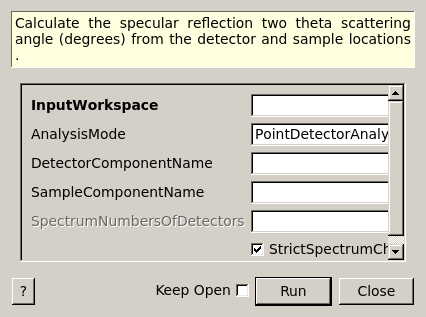 Calculate the specular reflection two theta scattering
angle (degrees) from the detector and sample locations
.
InputWorkspace
AnalysisMode PointDetectorAnaly
DetectorComponentName
SampleComponentName
SpectrumNumbersOfDetectors
StrictSpectrumCh
? Keep Open Run Close